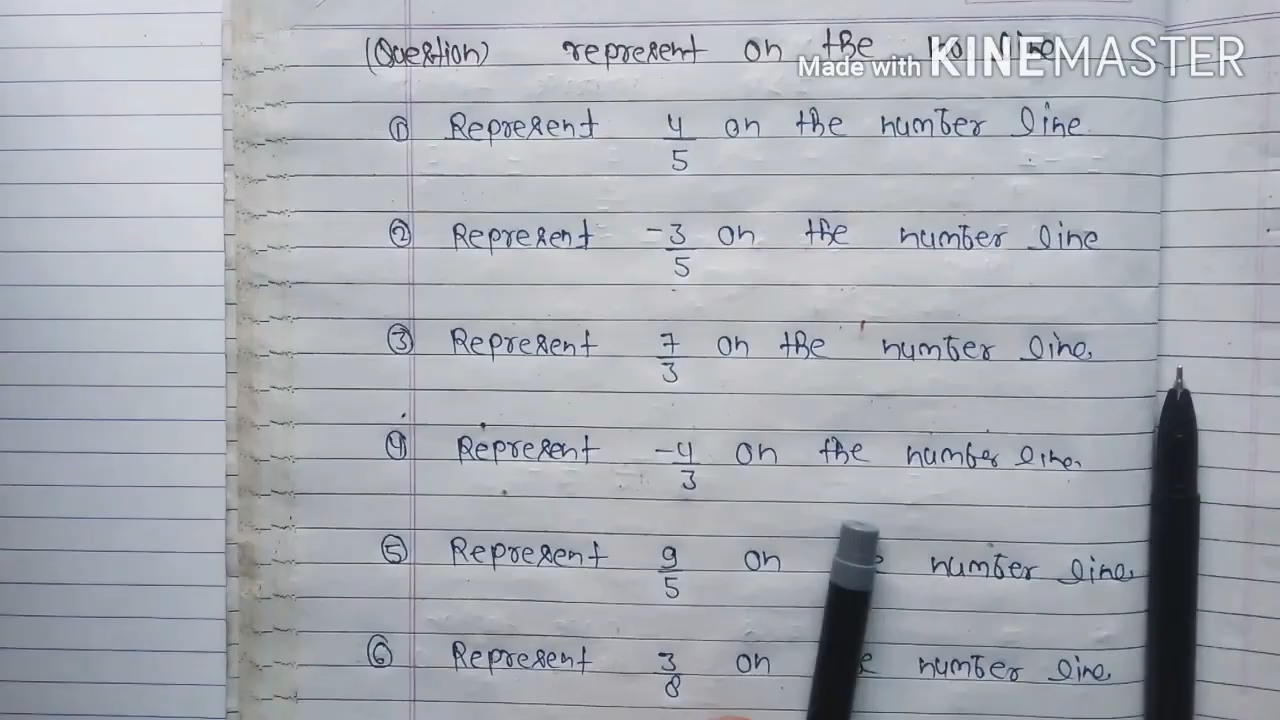 (Question) represent on the no line
Made with KINEMASTER
① Represent 4/5 on the number line
② Represent -3/5 on the number line
③ Represent 7/3 on the number line.
④ Represent -4/3 on the number line.
⑤ Represent 9/5 on number line.
⑥ Represent 3/8 on number line.